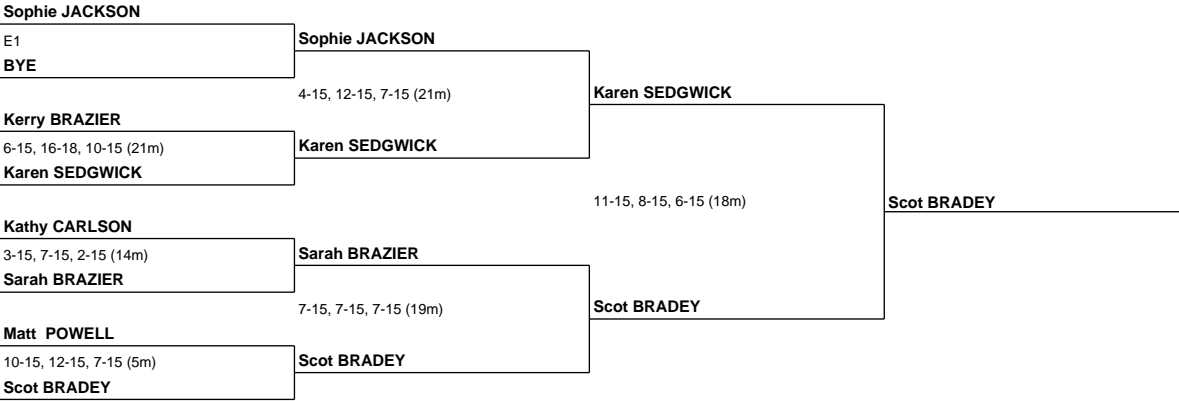 Sophie JACKSON
E1
BYE
Sophie JACKSON
4-15, 12-15, 7-15 (21m)
Kerry BRAZIER
6-15, 16-18, 10-15 (21m)
Karen SEDGWICK
Karen SEDGWICK
Karen SEDGWICK
11-15, 8-15, 6-15 (18m)
Kathy CARLSON
3-15, 7-15, 2-15 (14m)
Sarah BRAZIER
Sarah BRAZIER
7-15, 7-15, 7-15 (19m)
Matt  POWELL
10-15, 12-15, 7-15 (5m)
Scot BRADEY
Scot BRADEY
Scot BRADEY
Scot BRADEY